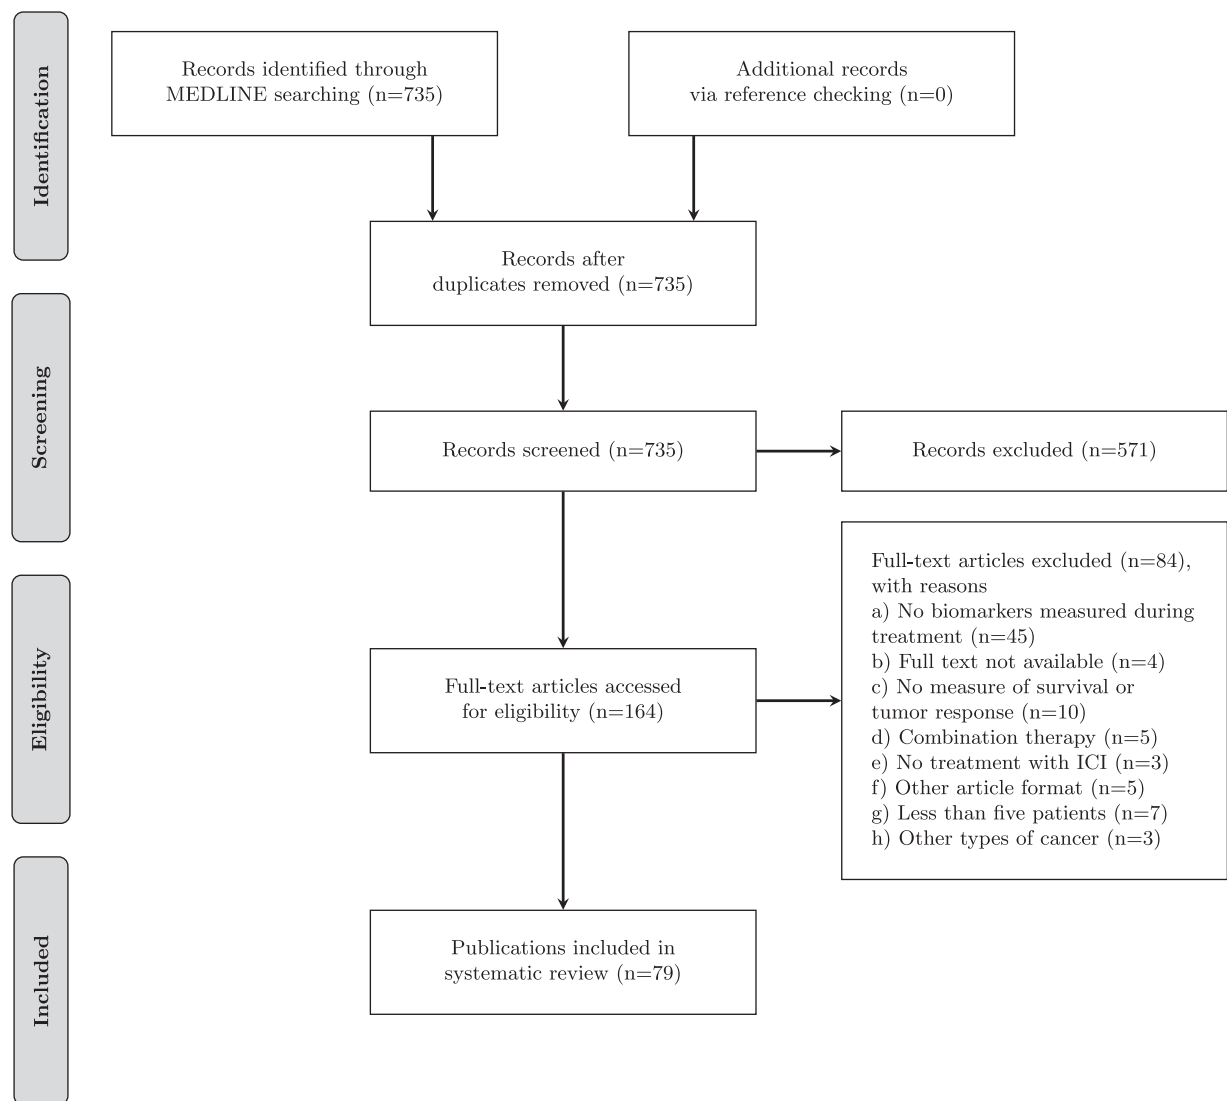 Identification
Records identified through
MEDLINE searching (n=735)
Additional records
via reference checking (n=0)
Records after
duplicates removed (n=735)
Screening
Records screened (n=735)
Records excluded (n=571)
Eligibility
Full-text articles accessed
for eligibility (n=164)
Full-text articles excluded (n=84),
with reasons
a) No biomarkers measured during
treatment (n=45)
b) Full text not available (n=4)
c) No measure of survival or
tumor response (n=10)
d) Combination therapy (n=5)
e) No treatment with ICI (n=3)
f) Other article format (n=5)
g) Less than five patients (n=7)
h) Other types of cancer (n=3)
Included
Publications included in
systematic review (n=79)